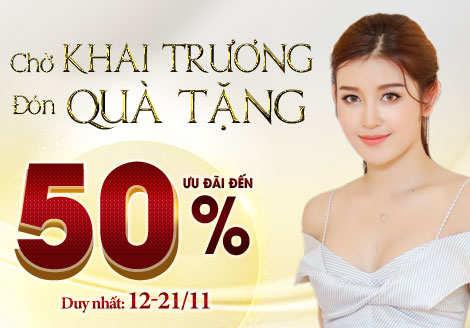 Chờ KHAI TRƯƠNG
Đón QUÀ TẶNG
ƯU ĐÃI ĐẾN
50%
Duy nhất: 12-21/11